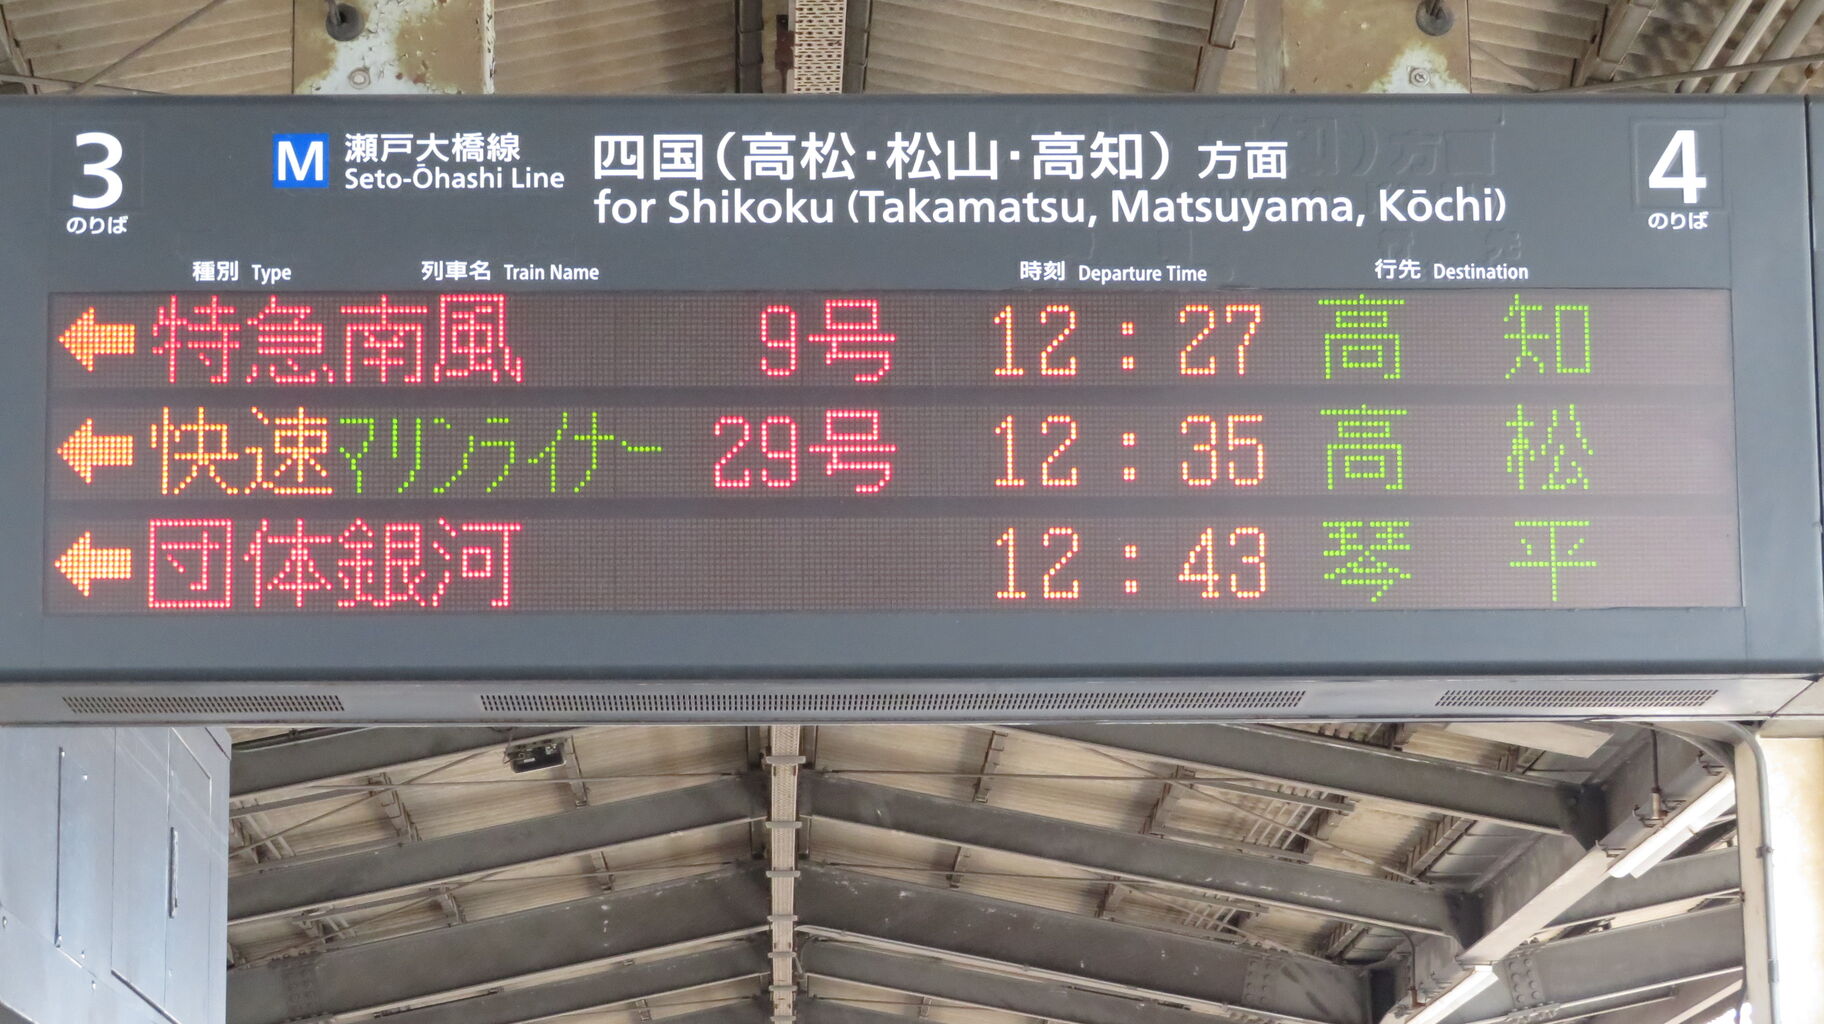 3 のりば
M 瀬戸大橋線 Seto-Ōhashi Line
四国(高松・松山・高知)方面
for Shikoku (Takamatsu, Matsuyama, Kōchi)
4 のりば
種別 Type 列車名 Train Name 時刻 Departure Time 行先 Destination
← 特急 南風 9号 12:27 高知
← 快速 マリンライナー 29号 12:35 高松
← 団体 銀河 12:43 琴平